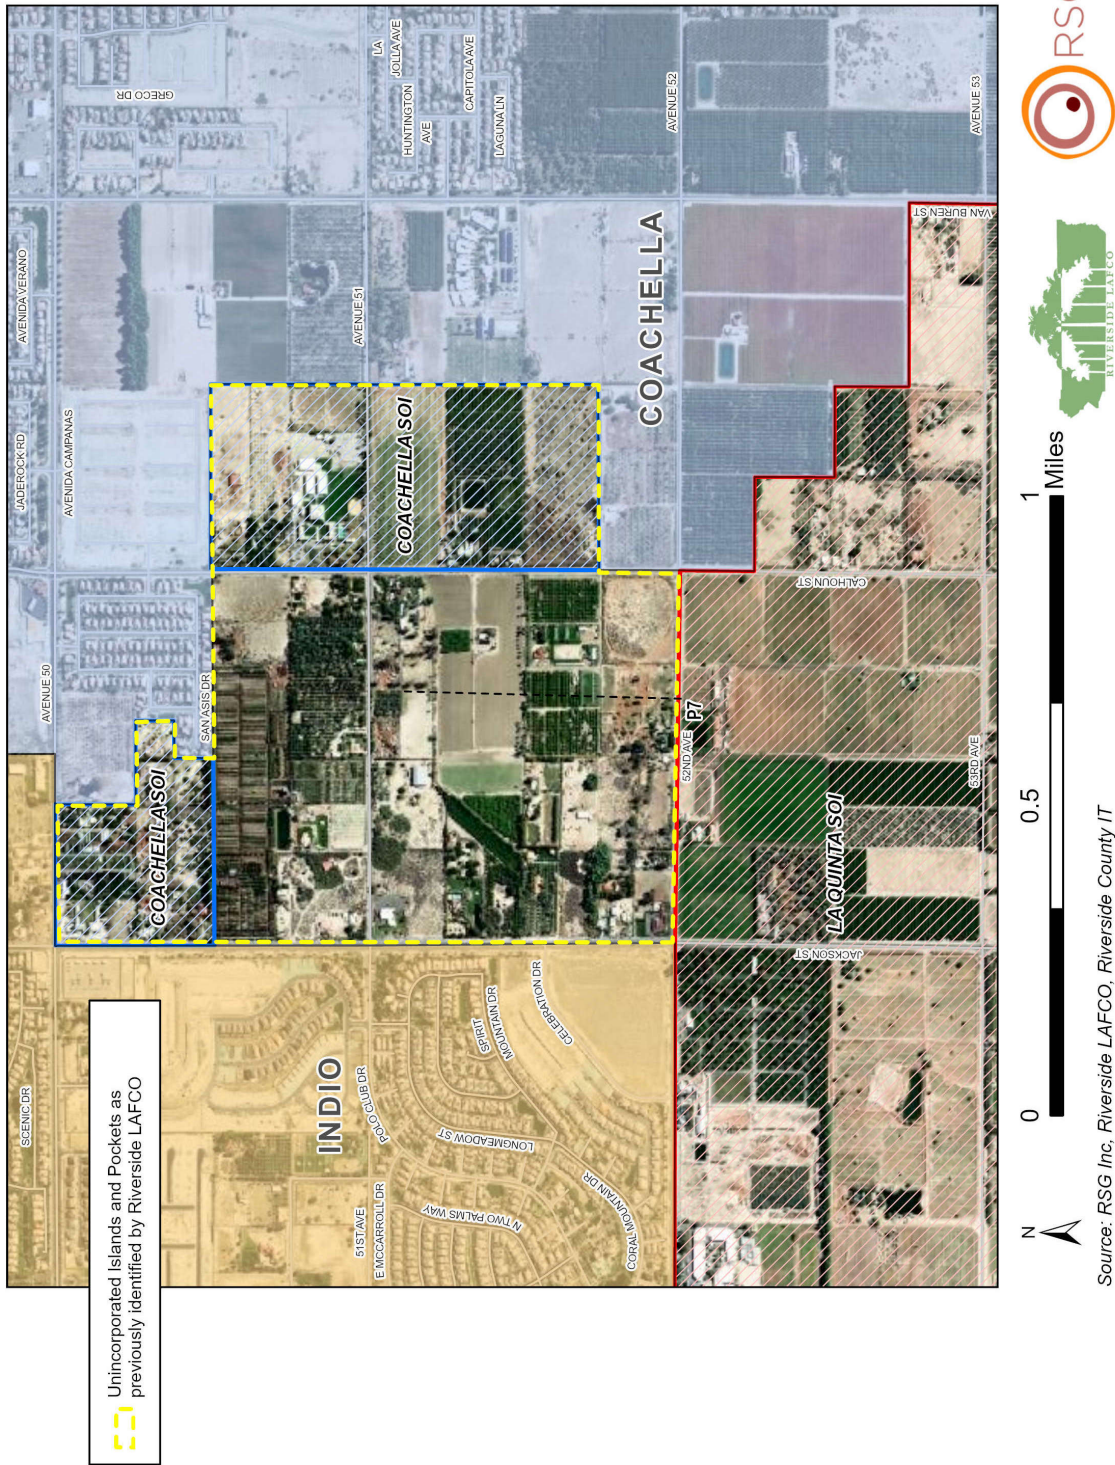 Unincorporated Islands and Pockets as
previously identified by Riverside LAFCO
SCENIC DR
AVENUE 50
JADEROCK RD
AVENIDA VERANO
AVENIDA CAMPANAS
GRECO DR
SAN ASIS DR
COACHELLA SOI
INDIO
POLO CLUB DR
51ST AVE
E MCCARROLL DR
AVENUE 51
LA
JOLLA AVE
HUNTINGTON
AVE
CAPITOLA AVE
LAGUNA LN
COACHELLA SOI
SPIRIT
MOUNTAIN DR
CELEBRATION DR
LONGMEADOW ST
N TWO PALMS WAY
CORAL MOUNTAIN DR
COACHELLA
AVENUE 52
52ND AVE
P7
JACKSON ST
CALHOUN ST
VAN BUREN ST
LA QUINTA SOI
53RD AVE
AVENUE 53
N
0
0.5
1
Miles
RIVERSIDE LAFCO
Source: RSG Inc, Riverside LAFCO, Riverside County IT